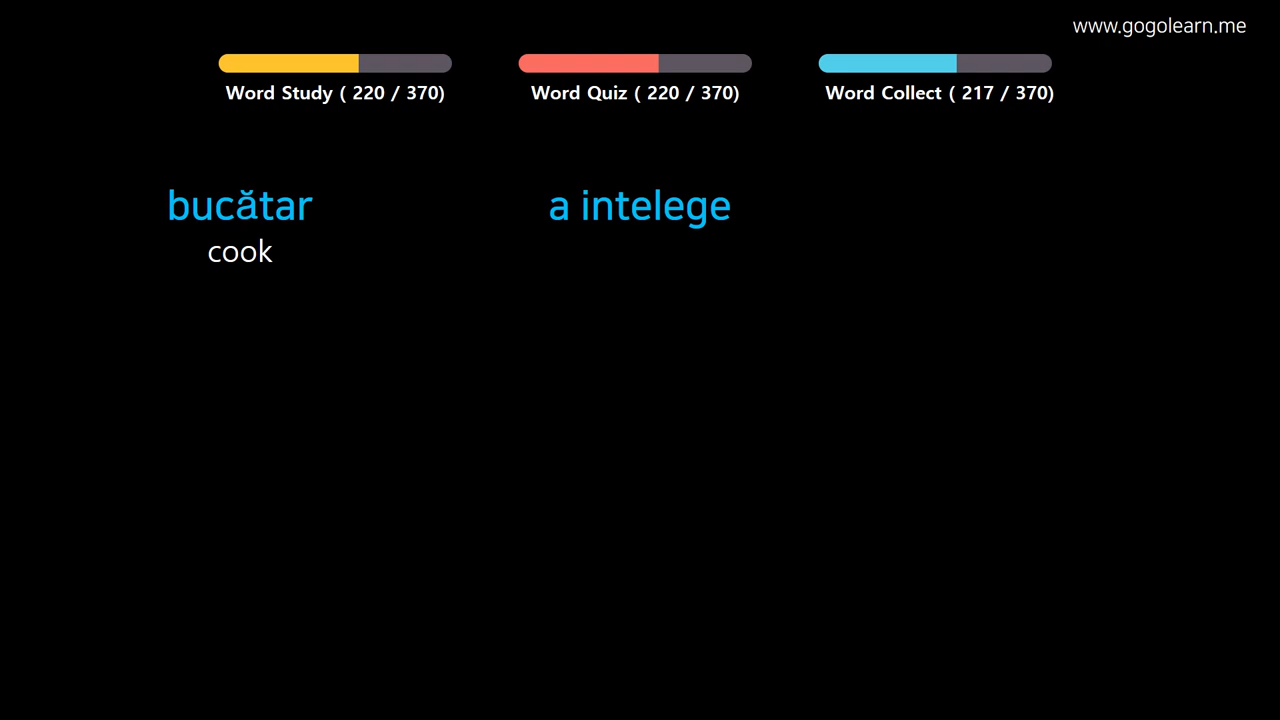 www.gogolearn.me
Word Study ( 220 / 370)
Word Quiz ( 220 / 370)
Word Collect ( 217 / 370)
bucătar
cook
a intelege